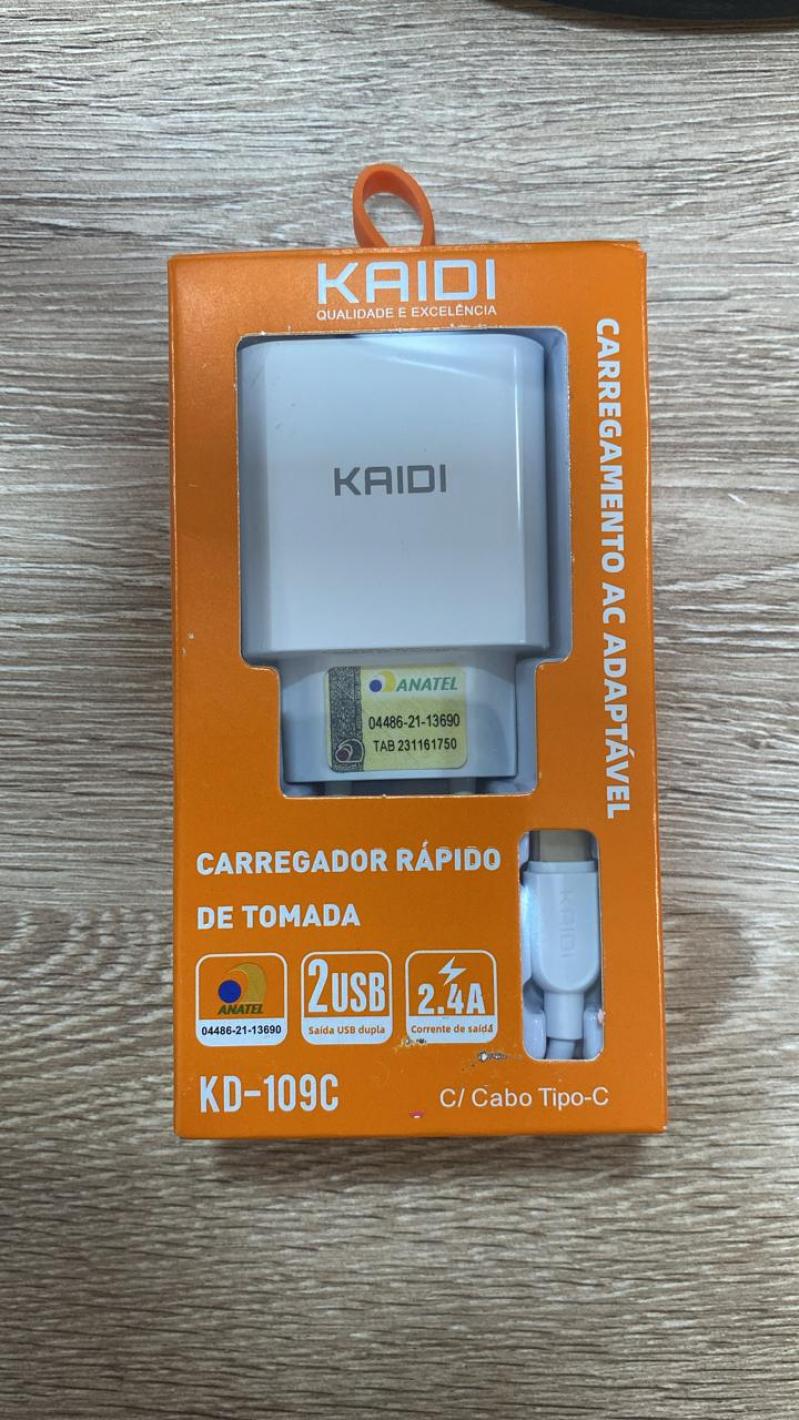 KAIDI
QUALIDADE E EXCELÊNCIA
CARREGAMENTO AC ADAPTÁVEL
KAIDI
ANATEL
04486-21-13690
TAB 231161750
CARREGADOR RÁPIDO
DE TOMADA
KAIDI
ANATEL
04486-21-13690
2USB
Saída USB dupla
2.4A
Corrente de saída
KD-109C
C/ Cabo Tipo-C